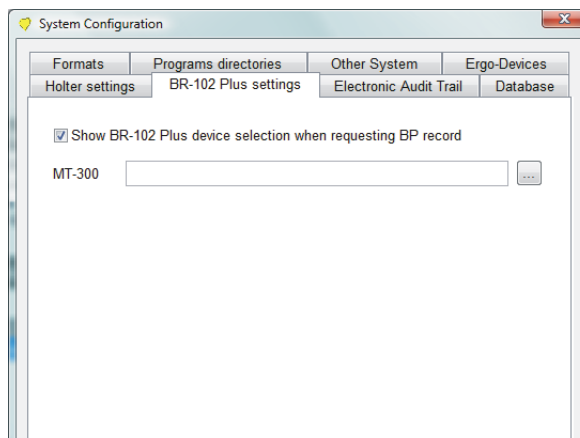 System Configuration
Formats Programs directories Other System Ergo-Devices
Holter settings BR-102 Plus settings Electronic Audit Trail Database
Show BR-102 Plus device selection when requesting BP record
MT-300 ...